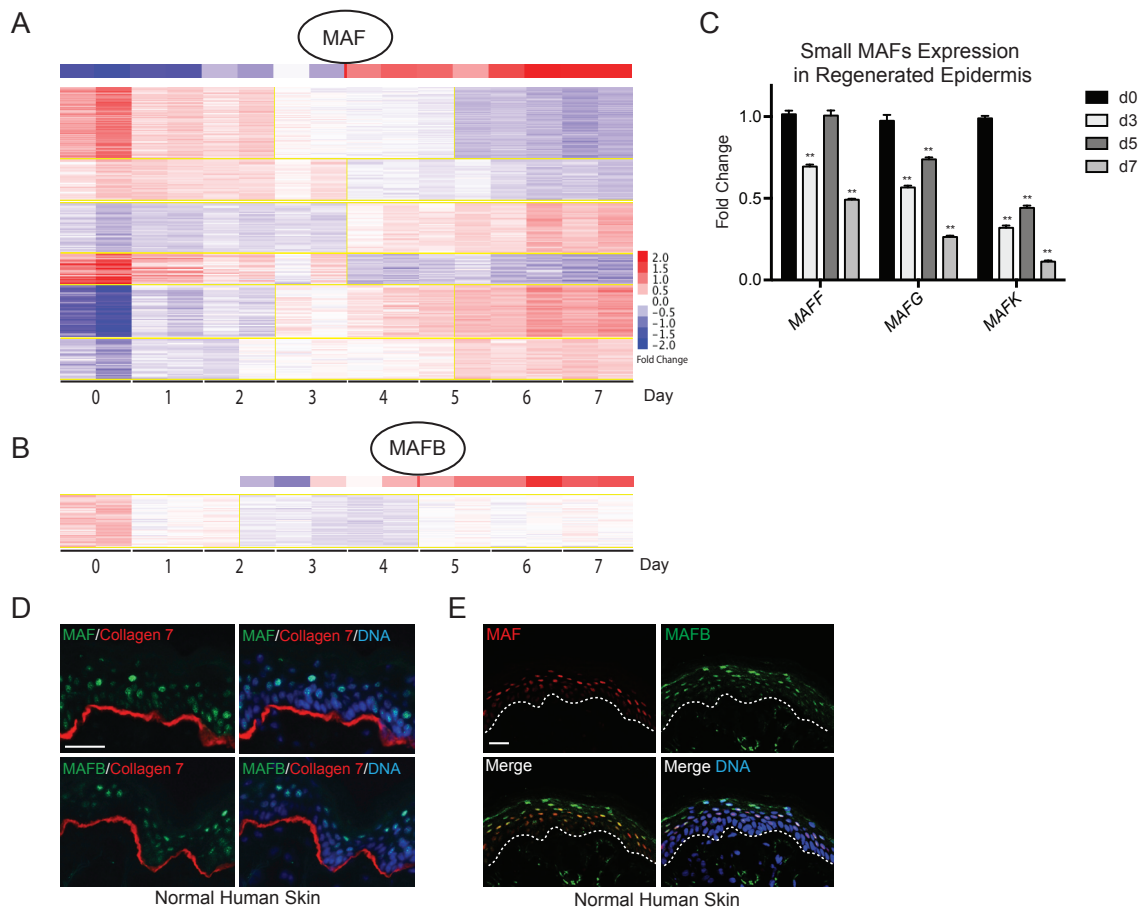 A
MAF
2.0
1.5
1.0
0.5
0.0
−0.5
−1.0
−1.5
−2.0
Fold Change
0 1 2 3 4 5 6 7 Day
B
MAFB
0 1 2 3 4 5 6 7 Day
C
Small MAFs Expression
in Regenerated Epidermis
Fold Change
1.0
0.5
0.0
** ** ** ** ** ** ** **
MAFF MAFG MAFK
d0
d3
d5
d7
D
MAF/Collagen 7
MAF/Collagen 7/DNA
MAFB/Collagen 7
MAFB/Collagen 7/DNA
Normal Human Skin
E
MAF
MAFB
Merge
Merge DNA
Normal Human Skin